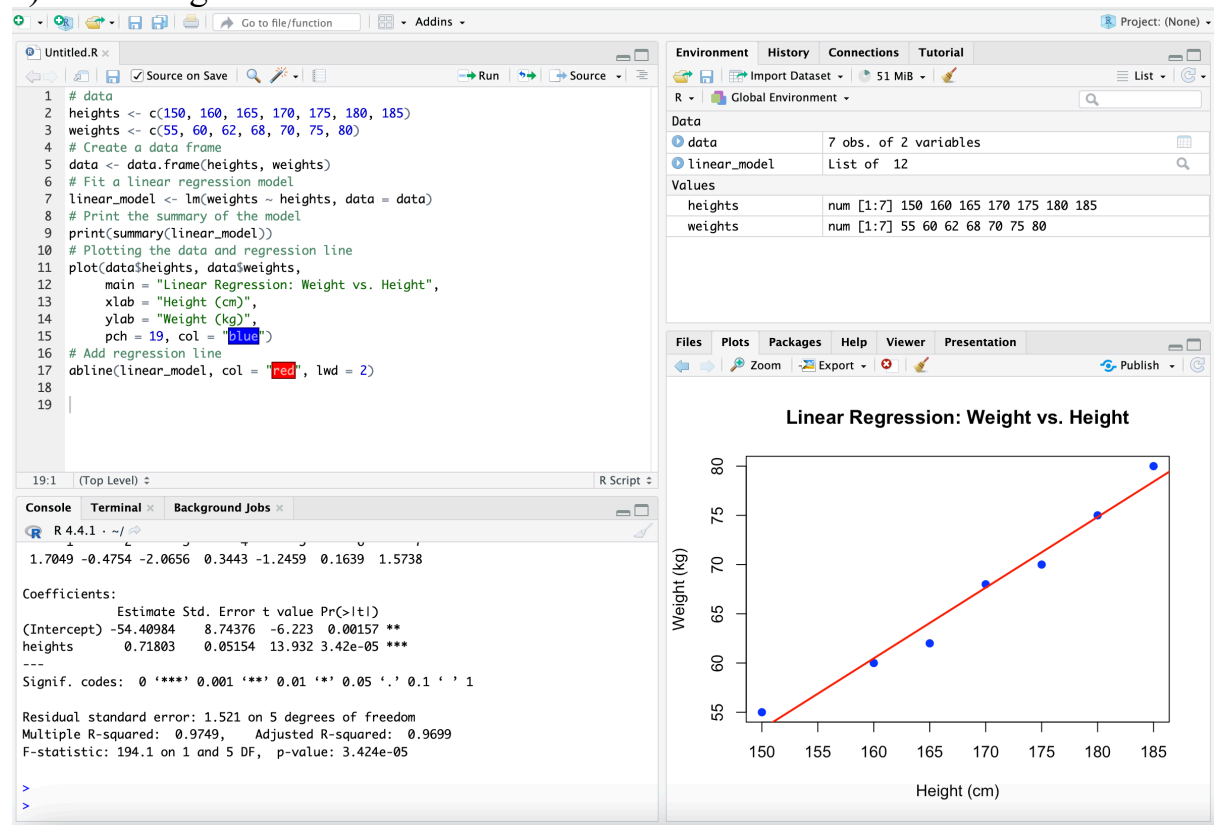 Go to file/function
Addins
Project: (None)
Untitled.R
Source on Save
Run
Source
1 # data
2 heights <- c(150, 160, 165, 170, 175, 180, 185)
3 weights <- c(55, 60, 62, 68, 70, 75, 80)
4 # Create a data frame
5 data <- data.frame(heights, weights)
6 # Fit a linear regression model
7 linear_model <- lm(weights ~ heights, data = data)
8 # Print the summary of the model
9 print(summary(linear_model))
10 # Plotting the data and regression line
11 plot(data$heights, data$weights,
12 main = "Linear Regression: Weight vs. Height",
13 xlab = "Height (cm)",
14 ylab = "Weight (kg)",
15 pch = 19, col = "blue")
16 # Add regression line
17 abline(linear_model, col = "red", lwd = 2)
18
19
19:1 (Top Level) R Script
Console Terminal Background Jobs
R 4.4.1 · ~/
1.7049 -0.4754 -2.0656 0.3443 -1.2459 0.1639 1.5738
Coefficients:
Estimate Std. Error t value Pr(>|t|)
(Intercept) -54.40984 8.74376 -6.223 0.00157 **
heights 0.71803 0.05154 13.932 3.42e-05 ***
---
Signif. codes: 0 ‘***’ 0.001 ‘**’ 0.01 ‘*’ 0.05 ‘.’ 0.1 ‘ ’ 1
Residual standard error: 1.521 on 5 degrees of freedom
Multiple R-squared: 0.9749, Adjusted R-squared: 0.9699
F-statistic: 194.1 on 1 and 5 DF, p-value: 3.424e-05
>
>
Environment History Connections Tutorial
Import Dataset 51 MiB List
R Global Environment
Data
data 7 obs. of 2 variables
linear_model List of 12
Values
heights num [1:7] 150 160 165 170 175 180 185
weights num [1:7] 55 60 62 68 70 75 80
Files Plots Packages Help Viewer Presentation
Zoom Export Publish
Linear Regression: Weight vs. Height
Weight (kg)
80
75
70
65
60
55
150 155 160 165 170 175 180 185
Height (cm)